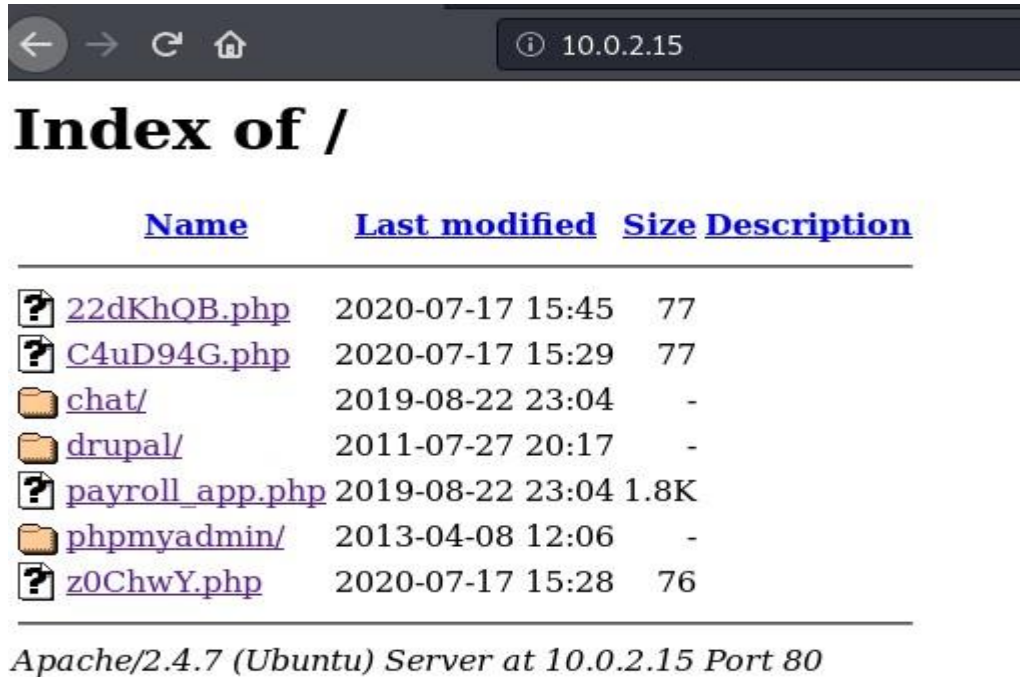 10.0.2.15
Index of /
Name Last modified Size Description
22dKhQB.php 2020-07-17 15:45 77
C4uD94G.php 2020-07-17 15:29 77
chat/ 2019-08-22 23:04 -
drupal/ 2011-07-27 20:17 -
payroll_app.php 2019-08-22 23:04 1.8K
phpmyadmin/ 2013-04-08 12:06 -
z0ChwY.php 2020-07-17 15:28 76
Apache/2.4.7 (Ubuntu) Server at 10.0.2.15 Port 80